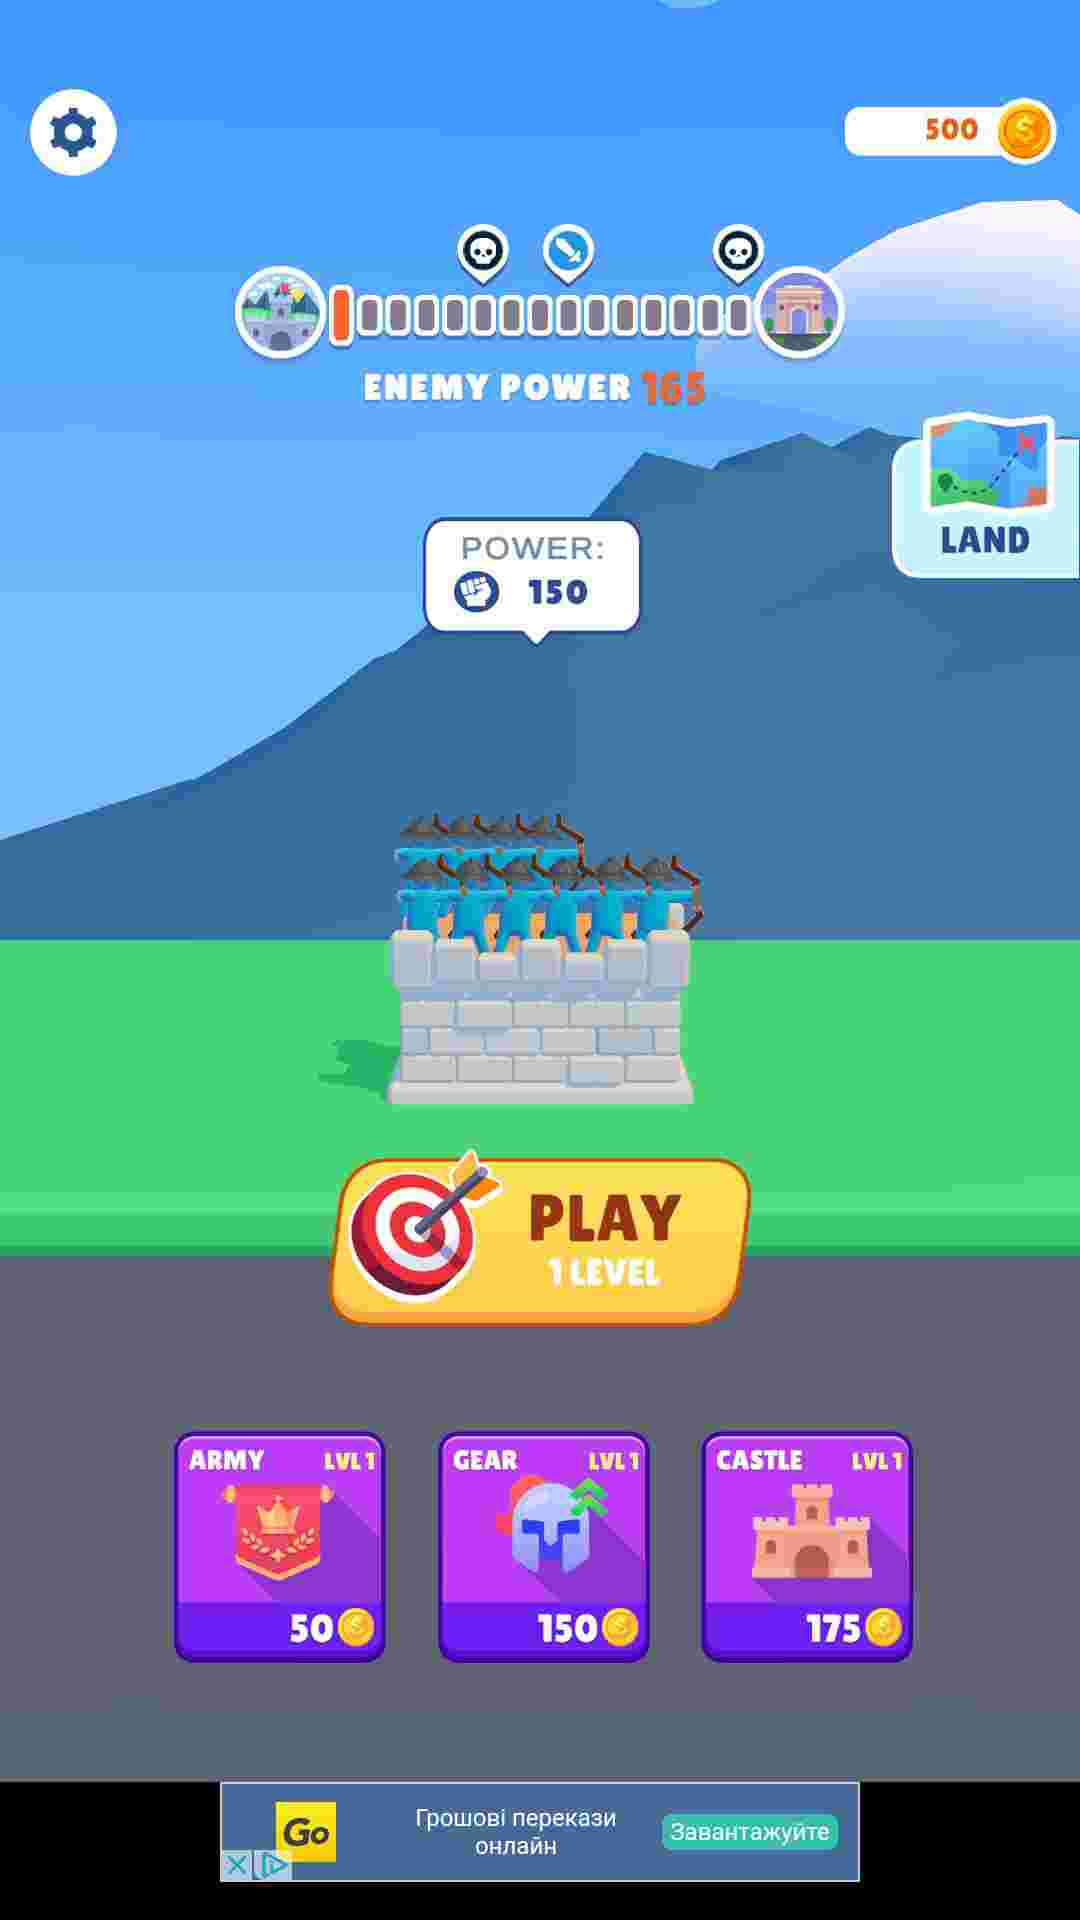 500
ENEMY POWER 165
LAND
POWER:
150
PLAY
1 LEVEL
ARMY LVL 1
50
GEAR LVL 1
150
CASTLE LVL 1
175
Go
Грошові перекази
онлайн
Завантажуйте